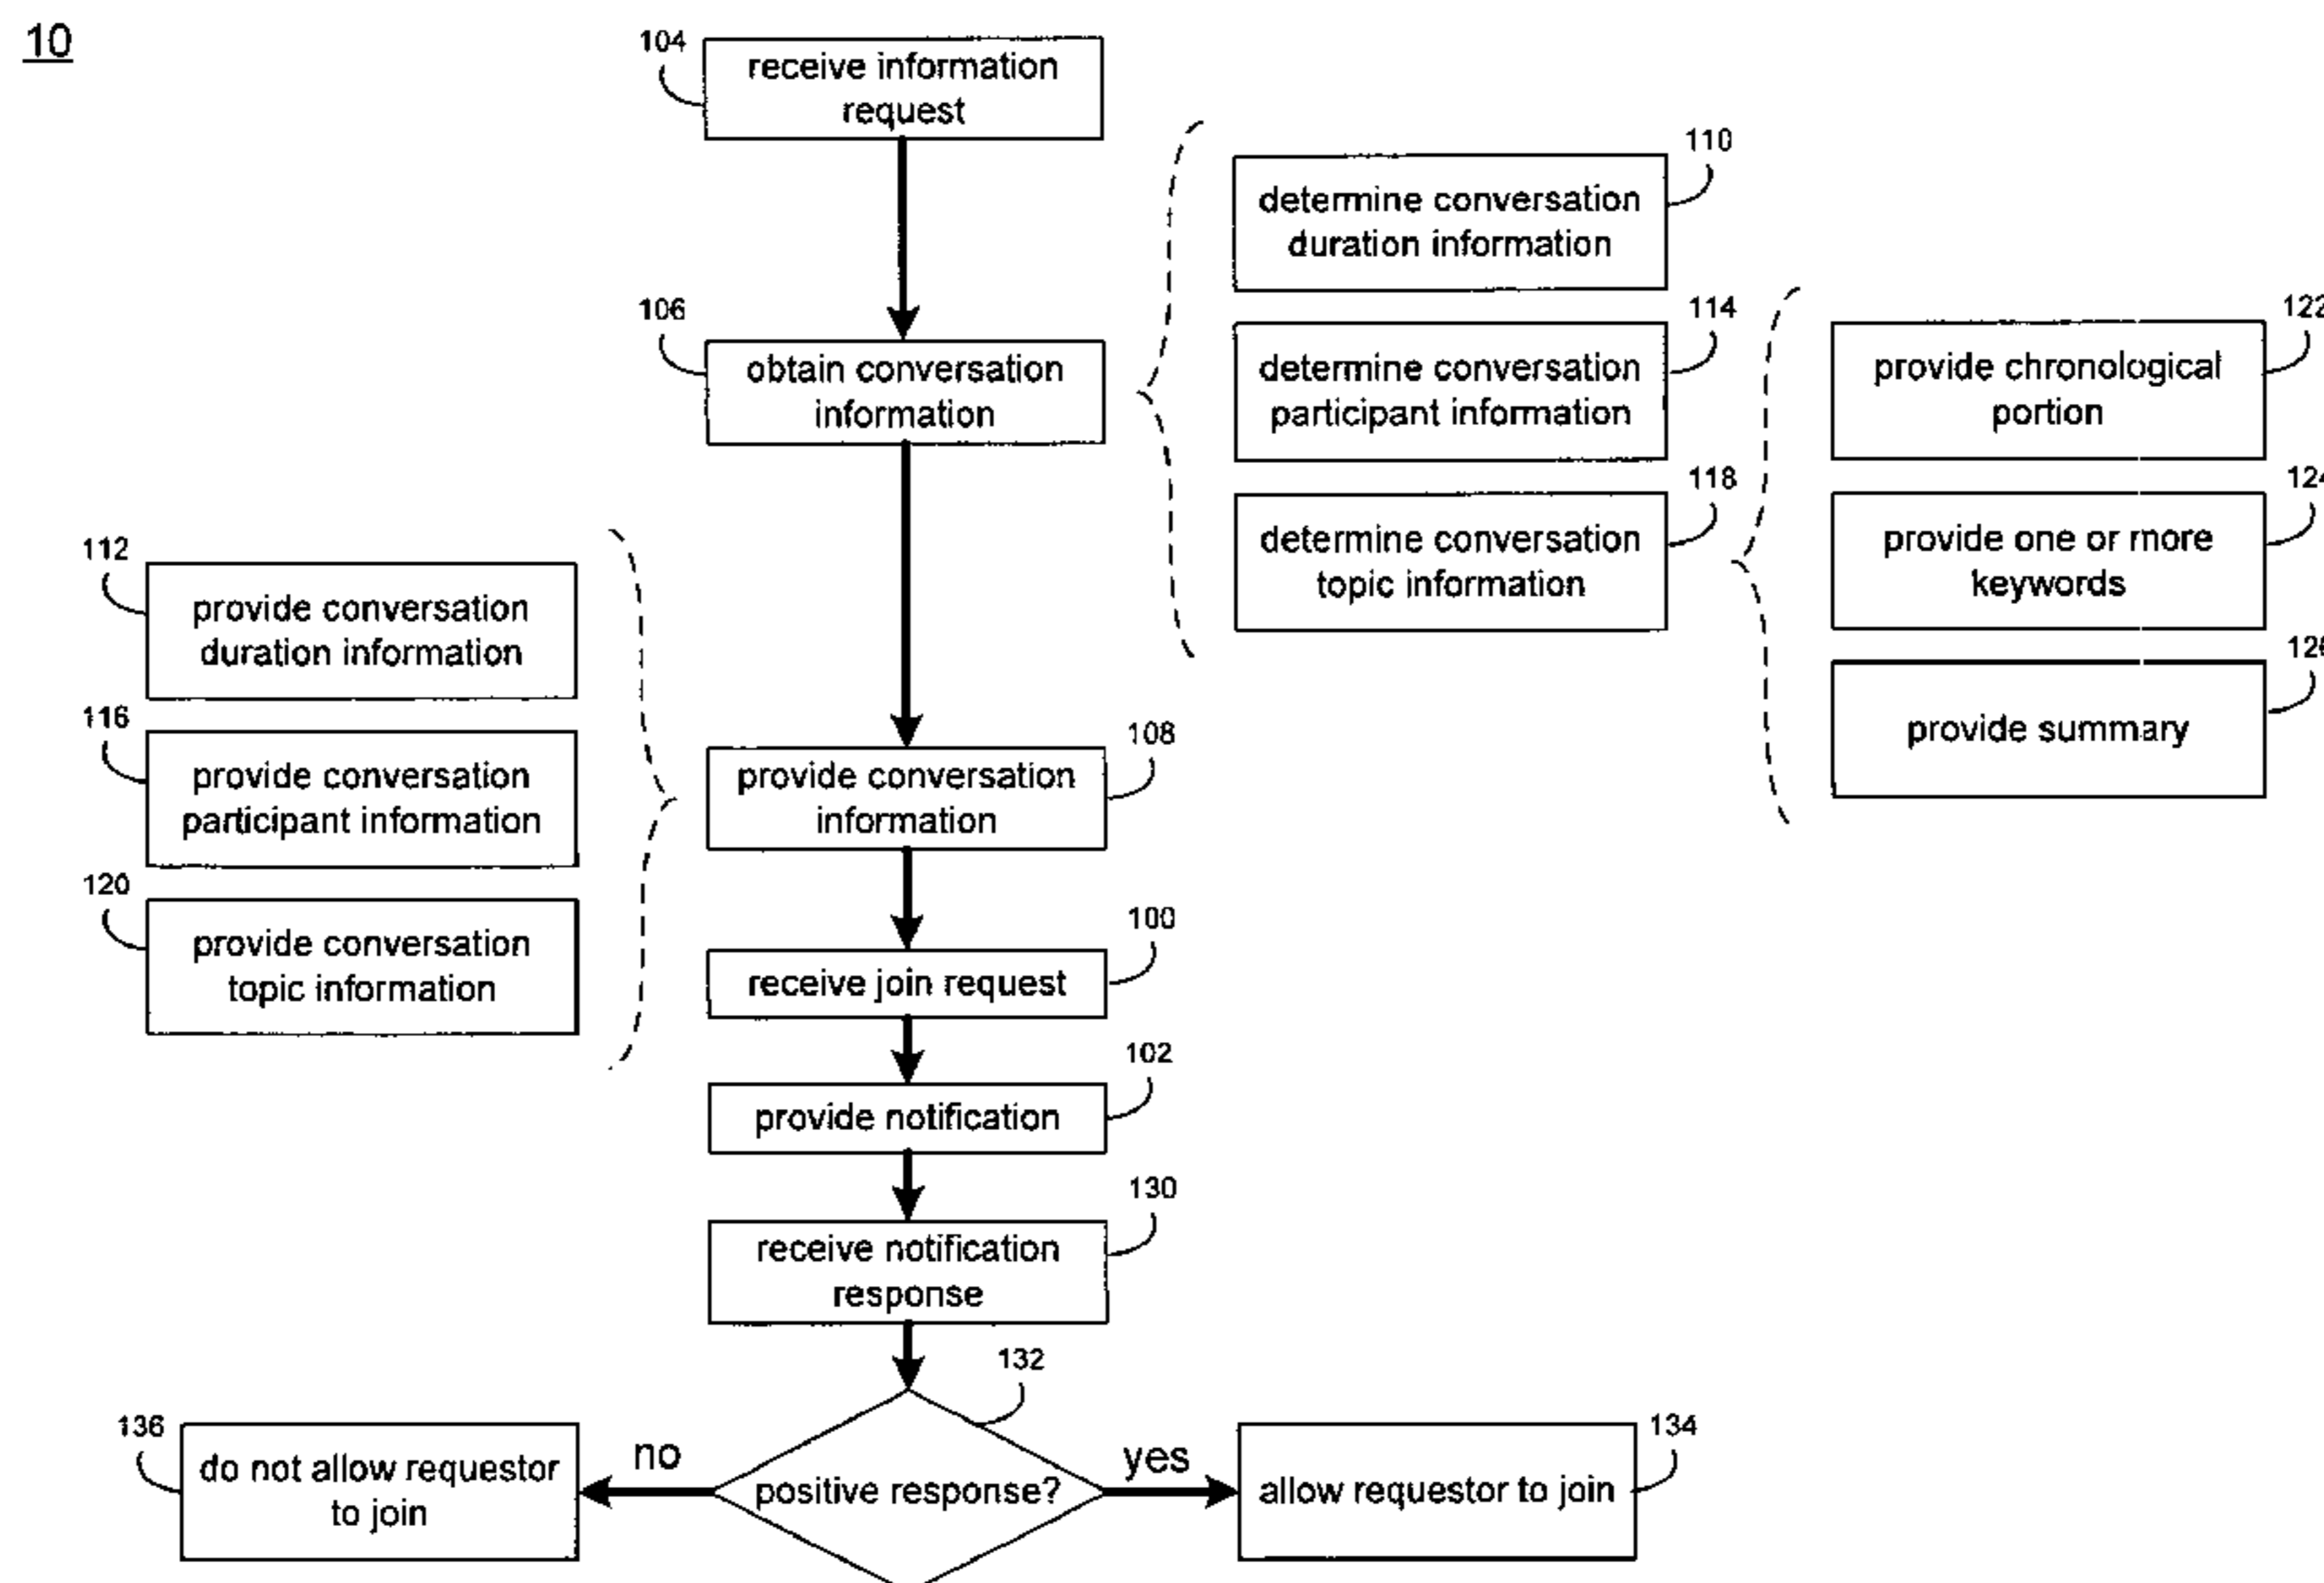 10
104
receive information
request
106
obtain conversation
information
110
determine conversation
duration information
114
determine conversation
participant information
118
determine conversation
topic information
122
provide chronological
portion
124
provide one or more
keywords
126
provide summary
112
provide conversation
duration information
116
provide conversation
participant information
120
provide conversation
topic information
108
provide conversation
information
100
receive join request
102
provide notification
130
receive notification
response
132
positive response?
no
yes
136
do not allow requestor
to join
134
allow requestor to join